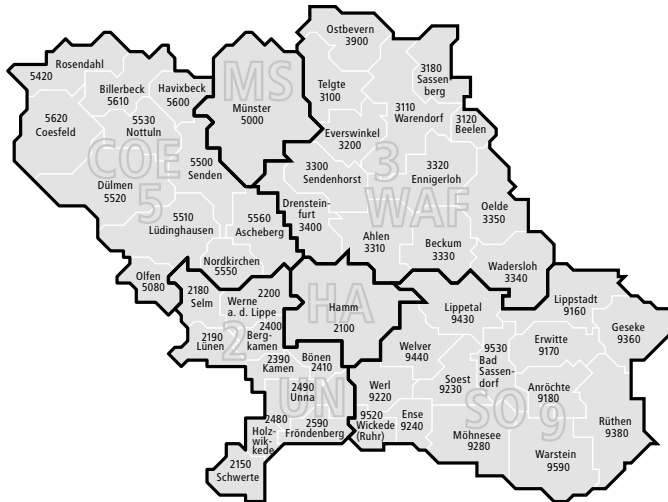 Ostbevern
3900
Rosendahl
5420
Billerbeck
5610
Havixbeck
5600
MS
Münster
5000
Telgte
3100
3180
Sassen-
berg
3110
Warendorf
3120
Beelen
5620
Coesfeld
5530
Nottuln
Everswinkel
3200
COE
5
5500
Senden
3300
Sendenhorst
3
WAF
3320
Ennigerloh
Dülmen
5520
5510
Lüdinghausen
5560
Ascheberg
Drenstein-
furt
3400
Oelde
3350
Ahlen
3310
Beckum
3330
Nordkirchen
5550
Wadersloh
3340
Olfen
5080
2180
Selm
Werne
a. d. Lippe
2200
HA
Hamm
2100
Lippetal
9430
Lippstadt
9160
Geseke
9360
2190
Lünen
2
2400
Berg-
kamen
2390
Kamen
Bönen
2410
Welver
9440
9530
Bad
Sassen-
dorf
Erwitte
9170
Soest
9230
2490
Unna
UN
Werl
9220
Anröchte
9180
SO 9
2480
Holz-
wik-
kede
2590
Fröndenberg
9520
Wickede
(Ruhr)
Ense
9240
Möhnesee
9280
Rüthen
9380
Warstein
9590
2150
Schwerte